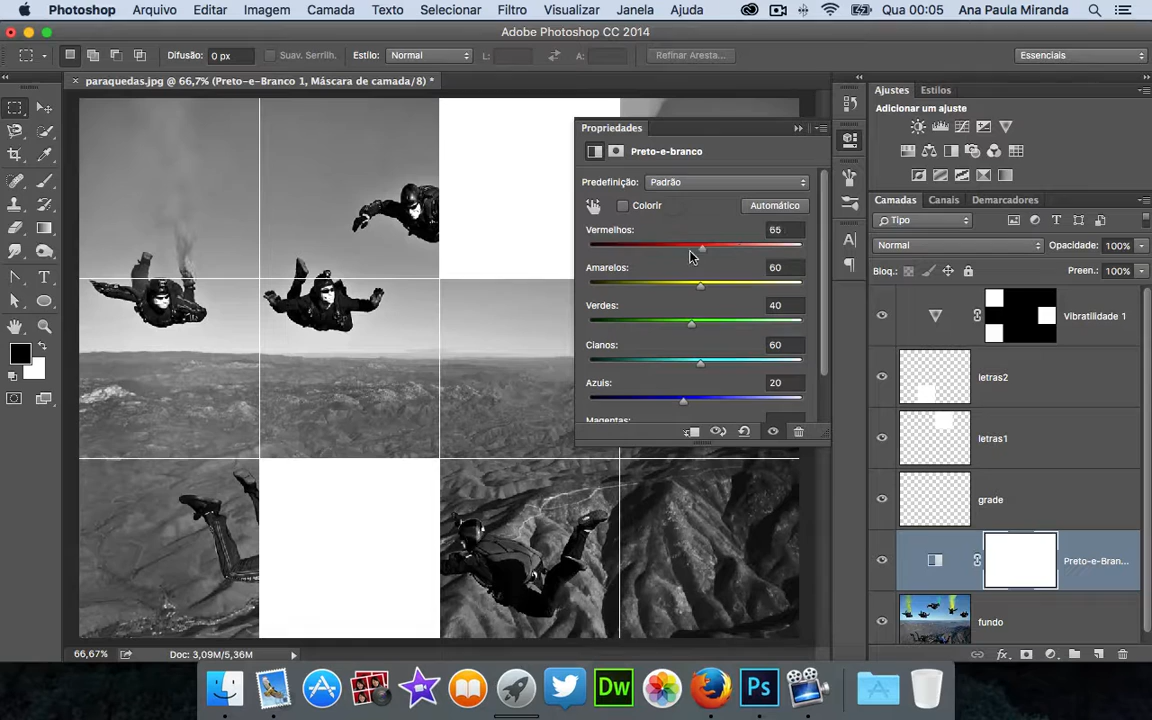 Photoshop Arquivo Editar Imagem Camada Texto Selecionar Filtro Visualizar Janela Ajuda Qua 00:05 Ana Paula Miranda
Adobe Photoshop CC 2014
Difusão: 0 px Suav. Serrilh. Estilo: Normal L: A: Refinar Aresta... Essenciais
paraquedas.jpg @ 66,7% (Preto-e-Branco 1, Máscara de camada/8) *
Ajustes Estilos
Adicionar um ajuste
Propriedades
Preto-e-branco
Predefinição: Padrão
Colorir Automático
Vermelhos: 65
Amarelos: 60
Verdes: 40
Cianos: 60
Azuis: 20
Magentas:
Camadas Canais Demarcadores
Tipo
Normal Opacidade: 100%
Bloq.: Preen.: 100%
Vibratilidade 1
letras2
letras1
grade
Preto-e-Bran...
fundo
66,67% Doc: 3,09M/5,36M
Dw Ps